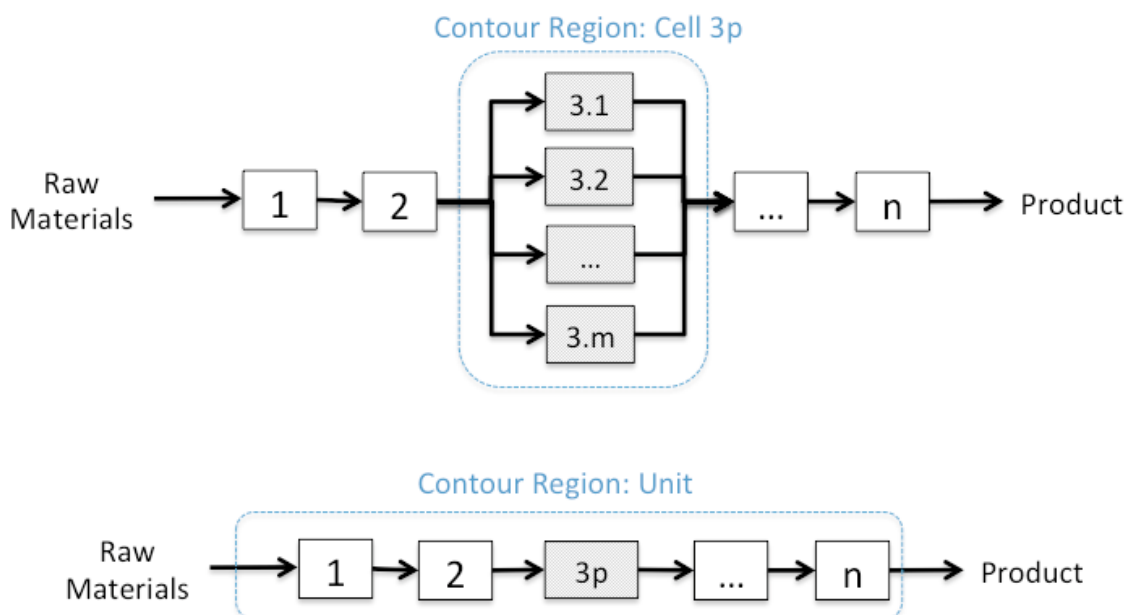 Contour Region: Cell 3p
3.1
3.2
...
3.m
Raw
Materials
1
2
...
n
Product
Contour Region: Unit
Raw
Materials
1
2
3p
...
n
Product